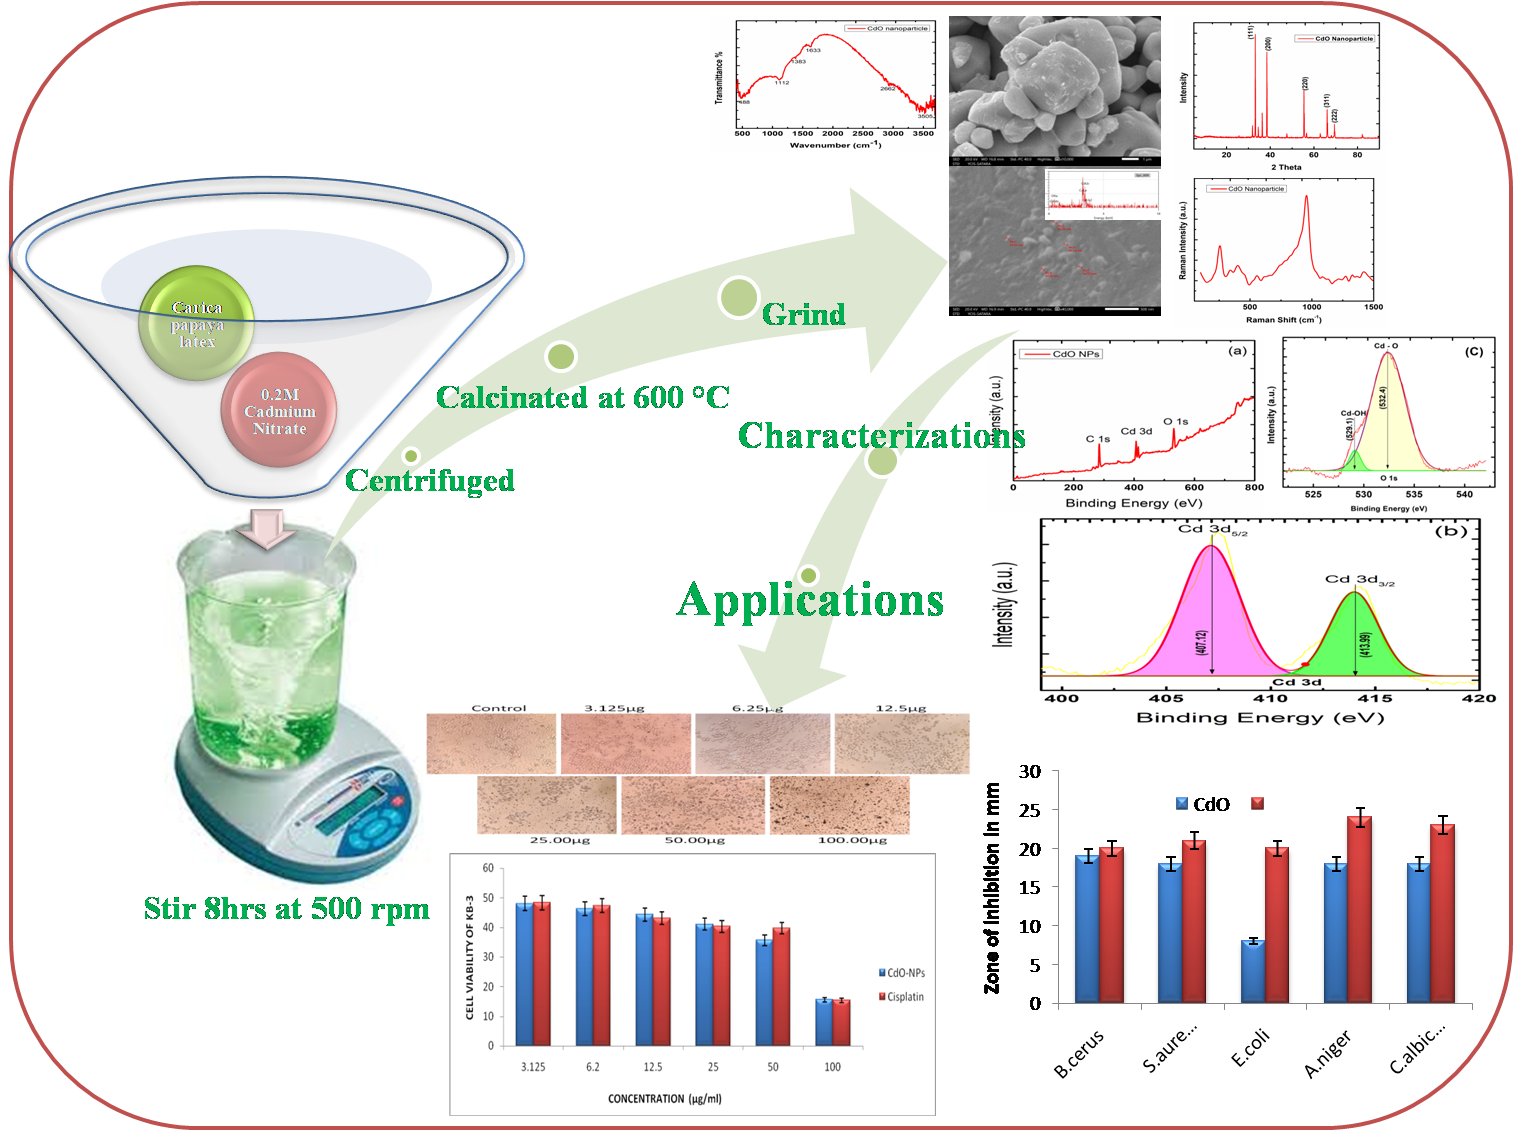 Carica
papaya
latex
0.2M
Cadmium
Nitrate
Stir 8hrs at 500 rpm
Centrifuged
Calcinated at 600 °C
Grind
Characterizations
Applications
CdO nanoparticle
Transmittance %
1633
1383
1112
488
2662
3505
500 1000 1500 2000 2500 3000 3500
Wavenumber (cm-1)
CdO Nanoparticle
Intensity
(111)
(200)
(220)
(311)
(222)
20 40 60 80
2 Theta
CdO Nanoparticle
Raman Intensity (a.u.)
500 1000 1500
Raman Shift (cm-1)
(a)
CdO NPs
Intensity (a.u.)
C 1s
Cd 3d
O 1s
0 200 400 600 800
Binding Energy (eV)
(C)
Cd - O
Cd-OH
(529.1)
(532.4)
Intensity (a.u.)
O 1s
525 530 535 540
Binding Energy (eV)
(b)
Cd 3d5/2
Cd 3d3/2
(407.12)
(413.99)
Intensity (a.u.)
Cd 3d
400 405 410 415 420
Binding Energy (eV)
Control 3.125µg 6.25µg 12.5µg
25.00µg 50.00µg 100.00µg
CELL VIABILITY OF KB-3
60
50
40
30
20
10
0
3.125 6.2 12.5 25 50 100
CONCENTRATION (µg/ml)
CdO-NPs
Cisplatin
Zone of Inhibition in mm
30
25
20
15
10
5
0
CdO
B.cerus
S.aure...
E.coli
A.niger
C.albic...